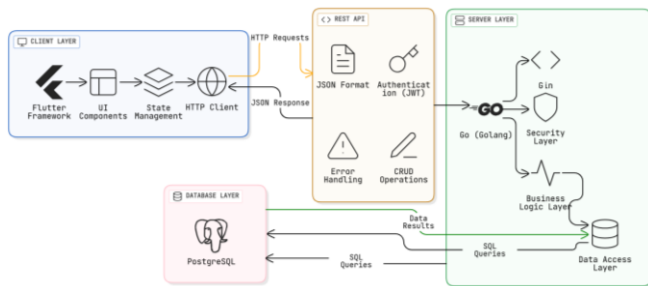 CLIENT LAYER
Flutter
Framework
UI
Components
State
Management
HTTP Client
HTTP Requests
JSON Response
REST API
JSON Format
Authenticat
ion (JWT)
Error
Handling
CRUD
Operations
SERVER LAYER
GO
Go (Golang)
Gin
Security
Layer
Business
Logic Layer
Data Access
Layer
DATABASE LAYER
PostgreSQL
Data
Results
SQL
Queries
SQL
Queries